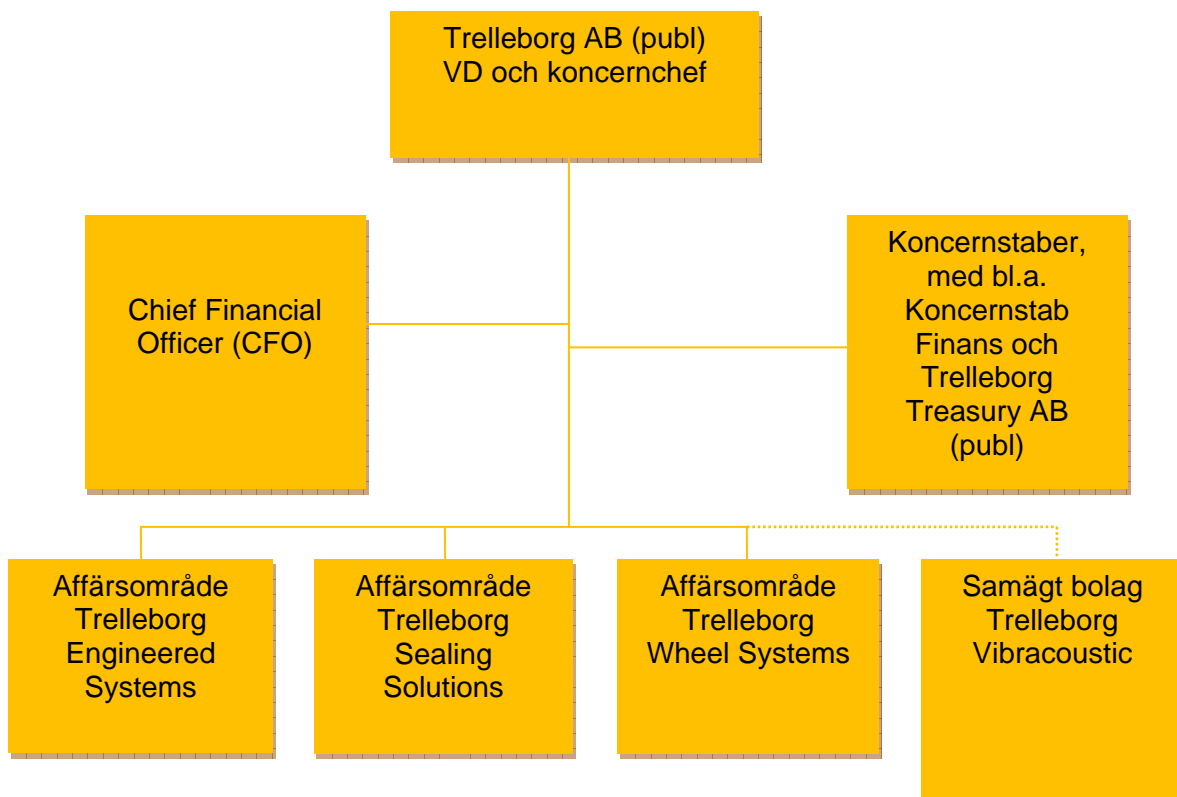 Trelleborg AB (publ)
VD och koncernchef
Chief Financial
Officer (CFO)
Koncernstaber,
med bl.a.
Koncernstab
Finans och
Trelleborg
Treasury AB
(publ)
Affärsområde
Trelleborg
Engineered
Systems
Affärsområde
Trelleborg
Sealing
Solutions
Affärsområde
Trelleborg
Wheel Systems
Samägt bolag
Trelleborg
Vibracoustic